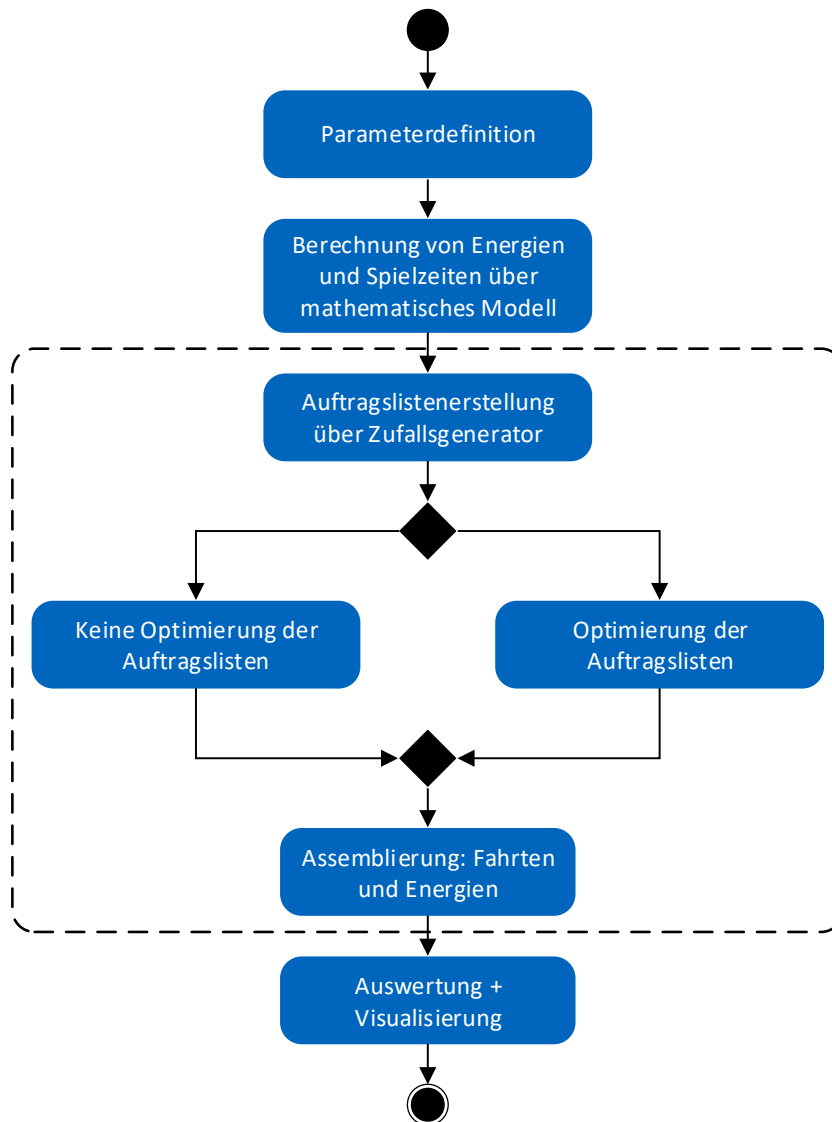 Parameterdefinition
Berechnung von Energien
und Spielzeiten über
mathematisches Modell
Auftragslistenerstellung
über Zufallsgenerator
Keine Optimierung der
Auftragslisten
Optimierung der
Auftragslisten
Assemblierung: Fahrten
und Energien
Auswertung +
Visualisierung